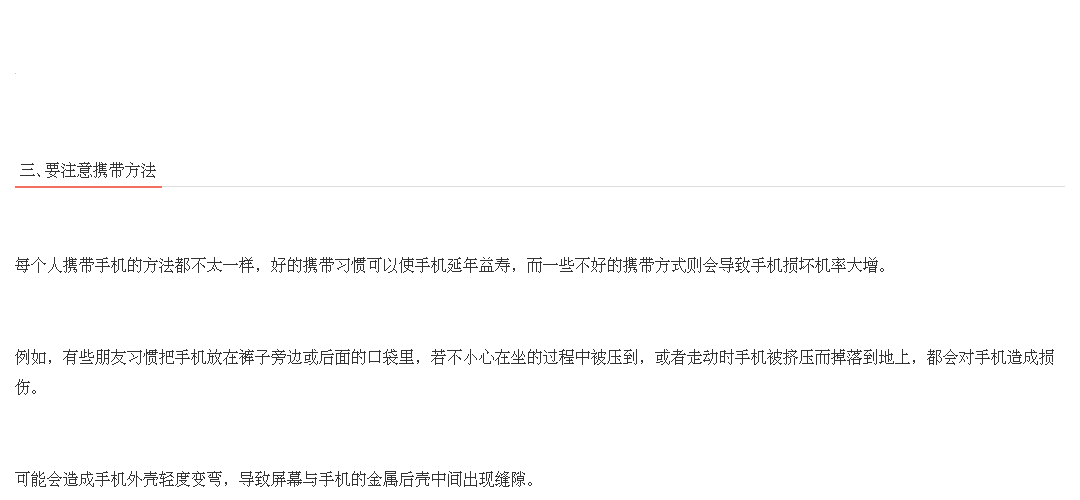 三、要注意携带方法
每个人携带手机的方法都不太一样，好的携带习惯可以使手机延年益寿，而一些不好的携带方式则会导致手机损坏机率大增。
例如，有些朋友习惯把手机放在裤子旁边或后面的口袋里，若不小心在坐的过程中被压到，或者走动时手机被挤压而掉落到地上，都会对手机造成损
伤。
可能会造成手机外壳轻度变弯，导致屏幕与手机的金属后壳中间出现缝隙。